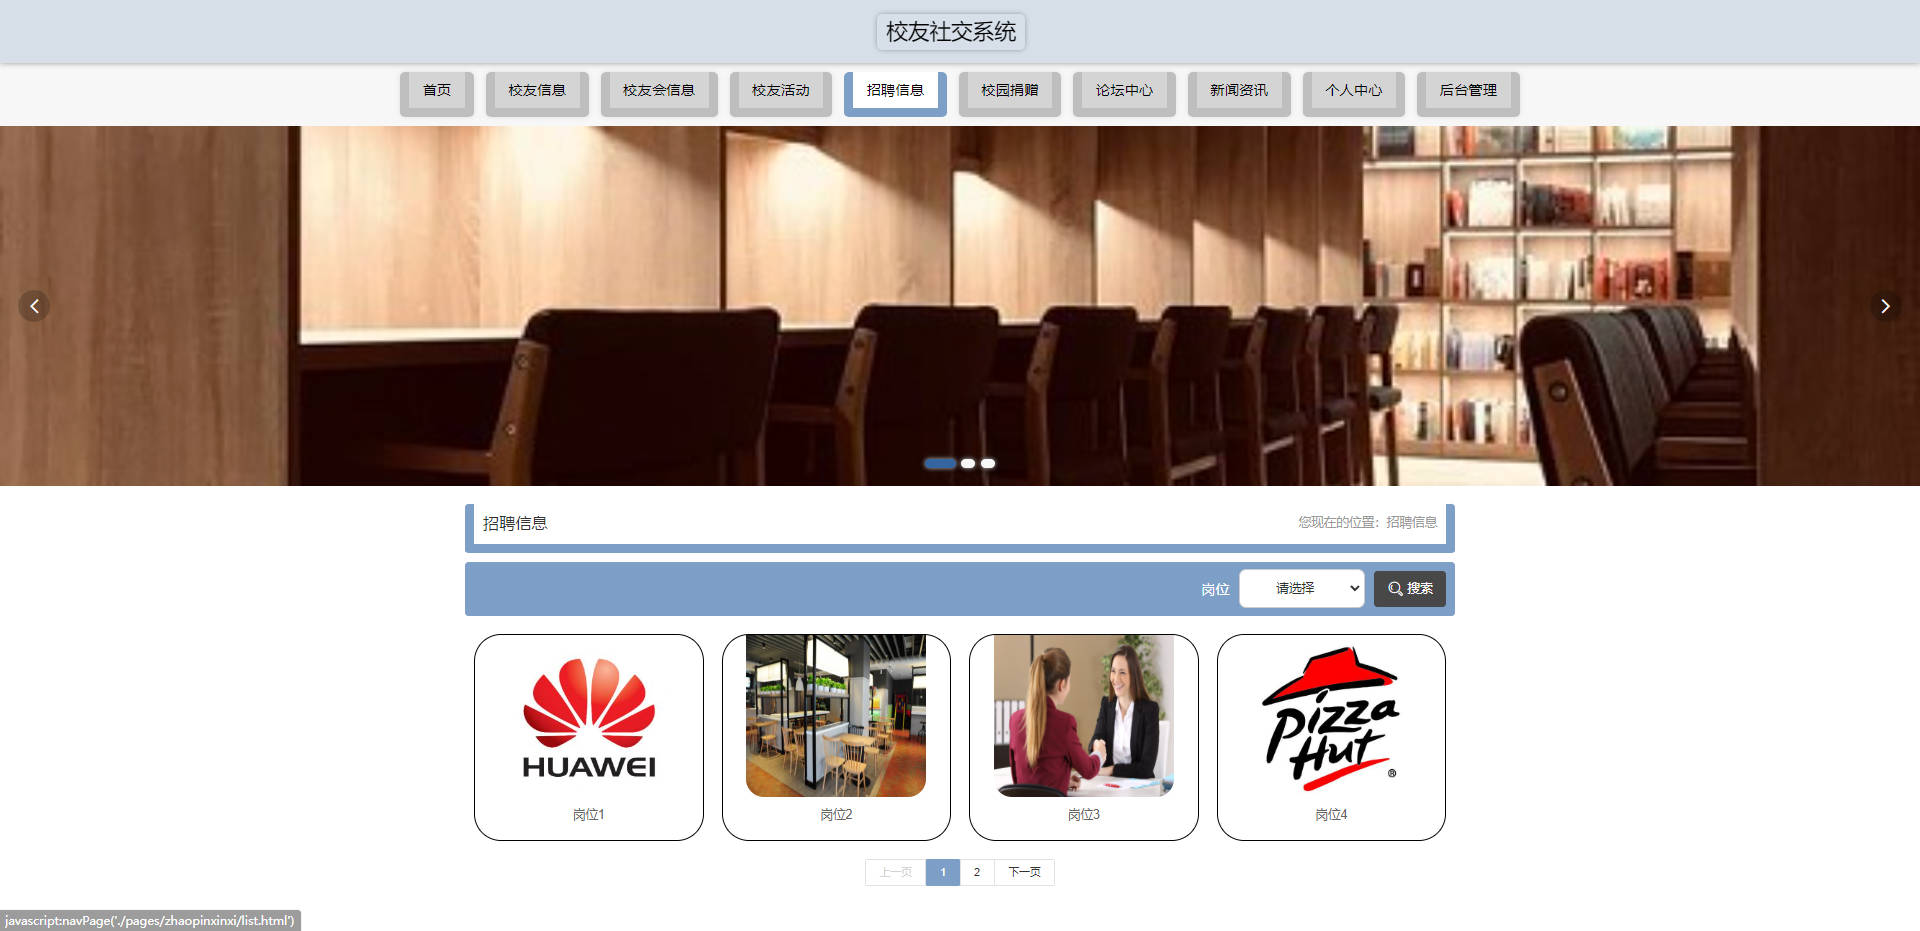 校友社交系统
首页 校友信息 校友会信息 校友活动 招聘信息 校园捐赠 论坛中心 新闻资讯 个人中心 后台管理
招聘信息 您现在的位置：招聘信息
岗位 请选择 搜索
HUAWEI
Pizza
Hut®
岗位1 岗位2 岗位3 岗位4
上一页 1 2 下一页
javascript:navPage('./pages/zhaopinxinxi/list.html')